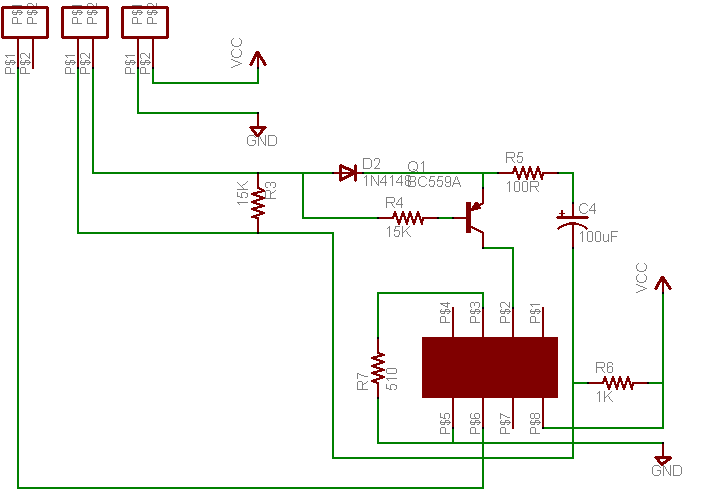 P$1
P$2
P$1
P$2
P$1
P$2
P$1
P$2
P$1
P$2
P$1
P$2
VCC
GND
D2
1N4148
Q1
BC559A
R5
100R
15K
R3
R4
15K
C4
100uF
VCC
P$4
P$3
P$2
P$1
R7
510
R6
1K
P$5
P$6
P$7
P$8
GND